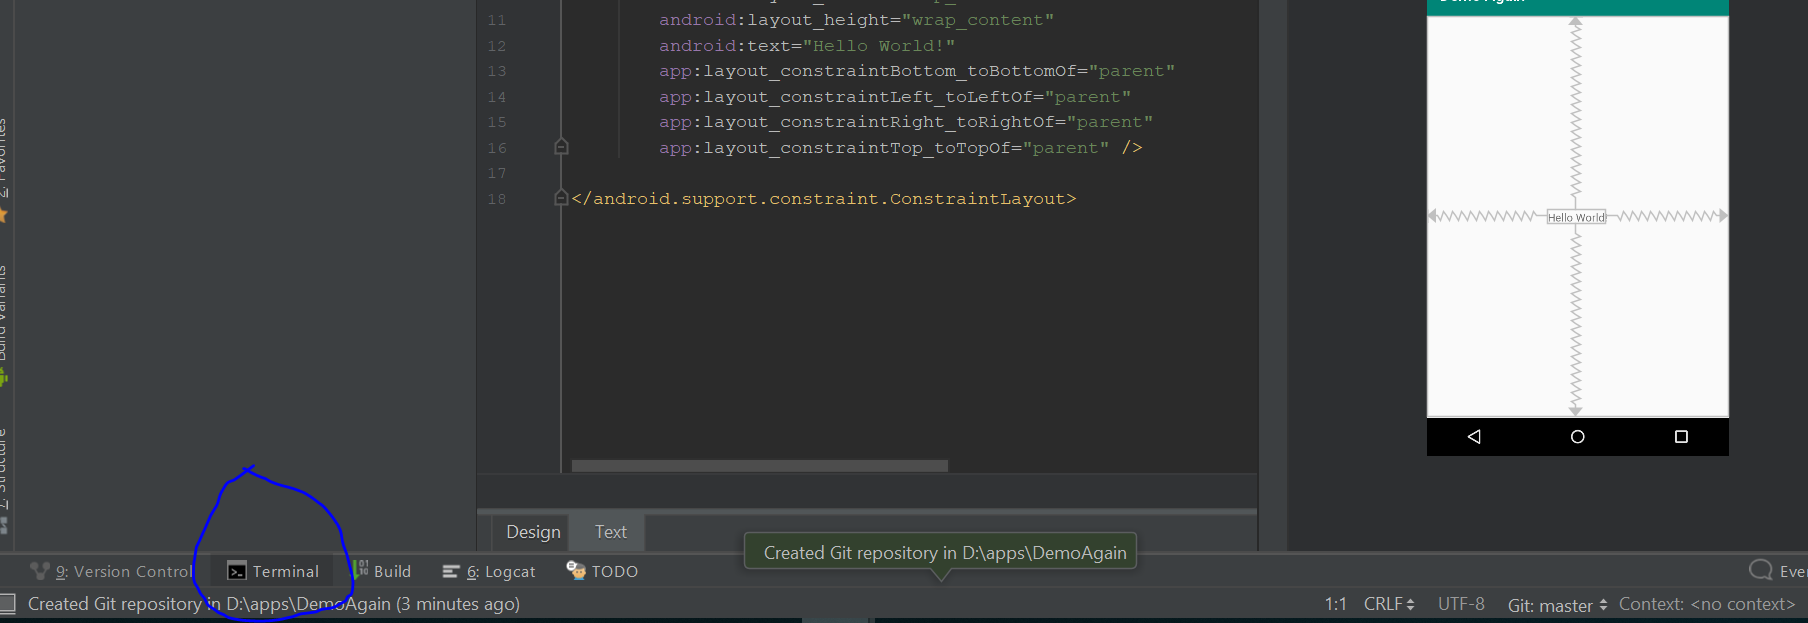 11 android:layout_height="wrap_content"
12 android:text="Hello World!"
13 app:layout_constraintBottom_toBottomOf="parent"
14 app:layout_constraintLeft_toLeftOf="parent"
15 app:layout_constraintRight_toRightOf="parent"
16 app:layout_constraintTop_toTopOf="parent" />
17
18 </android.support.constraint.ConstraintLayout>
Hello World
2: Favorites
Build Variants
7: Structure
Design Text
Created Git repository in D:\apps\DemoAgain
9: Version Control Terminal Build 6: Logcat TODO
Created Git repository in D:\apps\DemoAgain (3 minutes ago)
1:1 CRLF UTF-8 Git: master Context: <no context>